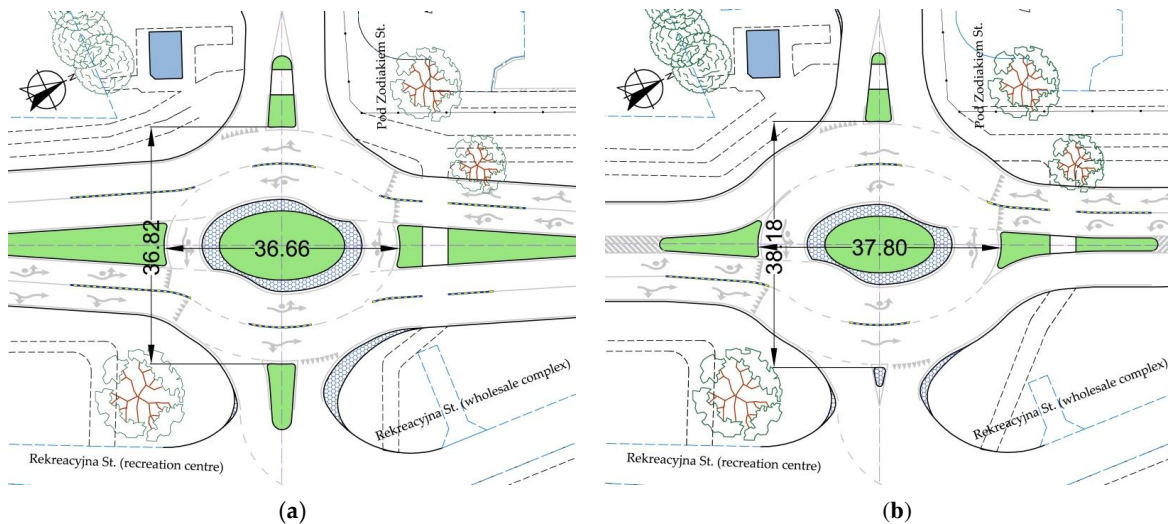 N
Pod Zodiakiem St.
36.82
36.66
Rekreacyjna St. (wholesale complex)
Rekreacyjna St. (recreation centre)
(a)
N
Pod Zodiakiem St.
38.18
37.80
Rekreacyjna St. (wholesale complex)
Rekreacyjna St. (recreation centre)
(b)